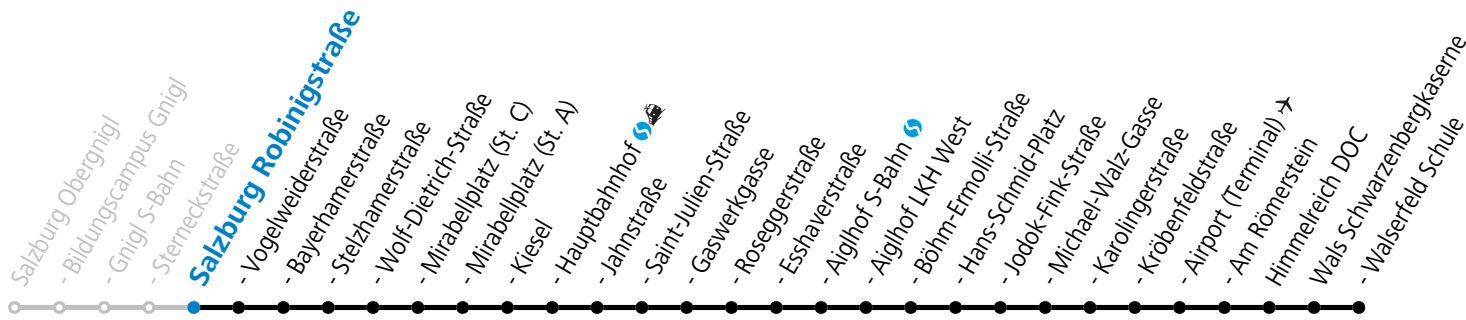 Salzburg Obergnigl
- Bildungscampus Gnigl
- Gnigl S-Bahn
- Sterneckstraße
Salzburg Robinigstraße
- Vogelweiderstraße
- Bayerhamerstraße
- Stelzhamerstraße
- Wolf-Dietrich-Straße
- Mirabellplatz (St. C)
- Mirabellplatz (St. A)
- Kiesel
- Hauptbahnhof
- Jahnstraße
- Saint-Julien-Straße
- Gaswerkgasse
- Roseggerstraße
- Esshaverstraße
- Aiglhof S-Bahn
- Aiglhof LKH West
- Böhm-Ermolli-Straße
- Hans-Schmid-Platz
- Jodok-Fink-Straße
- Michael-Walz-Gasse
- Karolingerstraße
- Kröbenfeldstraße
- Airport (Terminal)
- Am Römerstein
Himmelreich DOC
Wals Schwarzenbergkaserne
- Walserfeld Schule